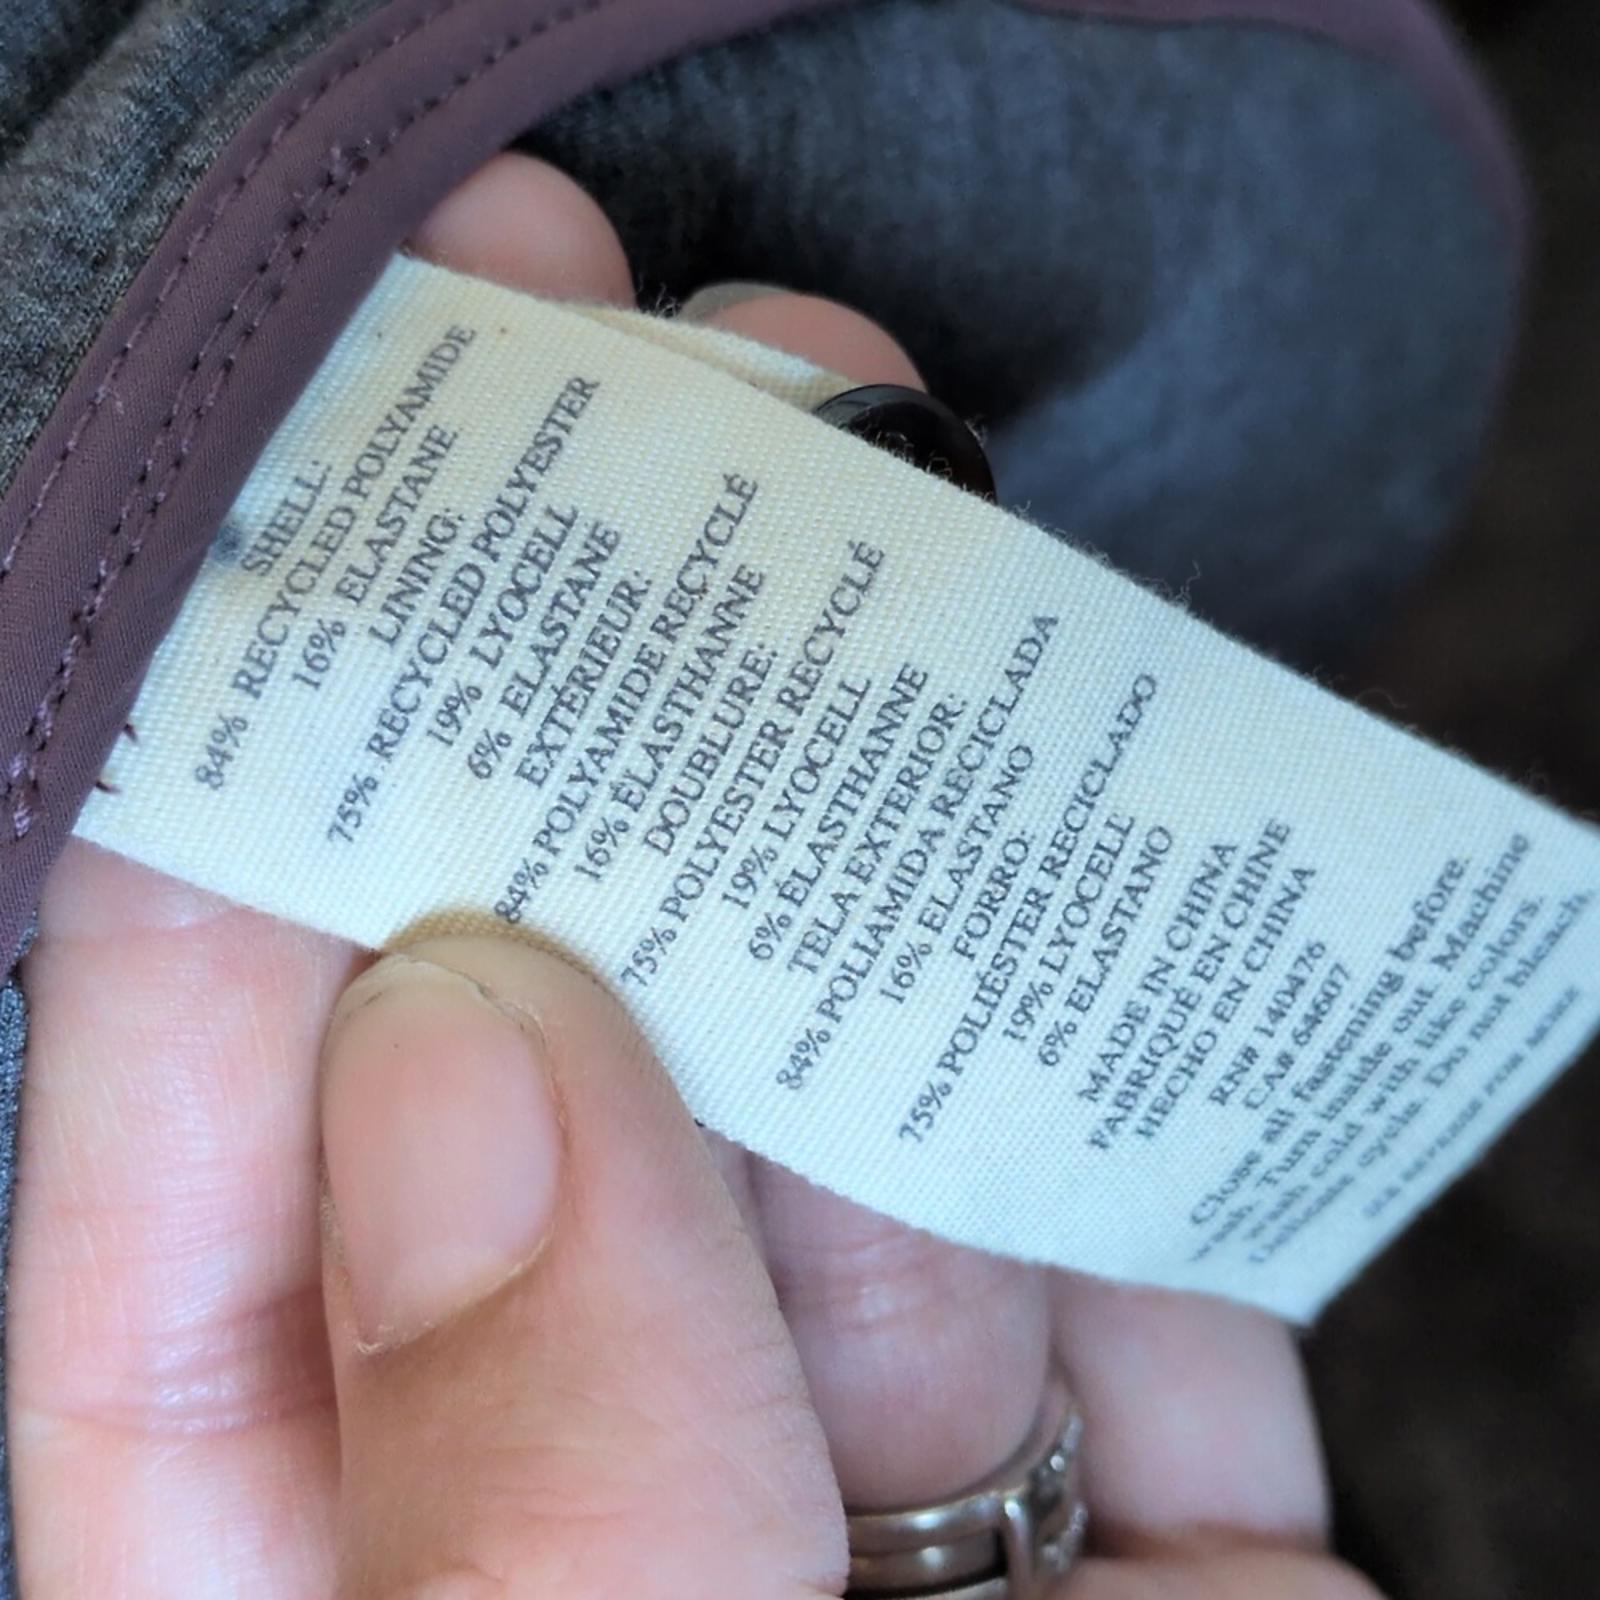 SHELL:
84% RECYCLED POLYAMIDE
16% ELASTANE
LINING:
75% RECYCLED POLYESTER
19% LYOCELL
6% ELASTANE
EXTÉRIEUR:
84% POLYAMIDE RECYCLÉ
16% ÉLASTHANNE
DOUBLURE:
75% POLYESTER RECYCLÉ
19% LYOCELL
6% ÉLASTHANNE
TELA EXTERIOR:
84% POLIAMIDA RECICLADA
16% ELASTANO
FORRO:
75% POLIÉSTER RECICLADO
19% LYOCELL
6% ELASTANO
MADE IN CHINA
FABRIQUÉ EN CHINE
HECHO EN CHINA
RN# 140476
CA# 64607
Close all fastening before.
wash. Turn inside out. Machine
wash cold with like colors.
Delicate cycle. Do not bleach.